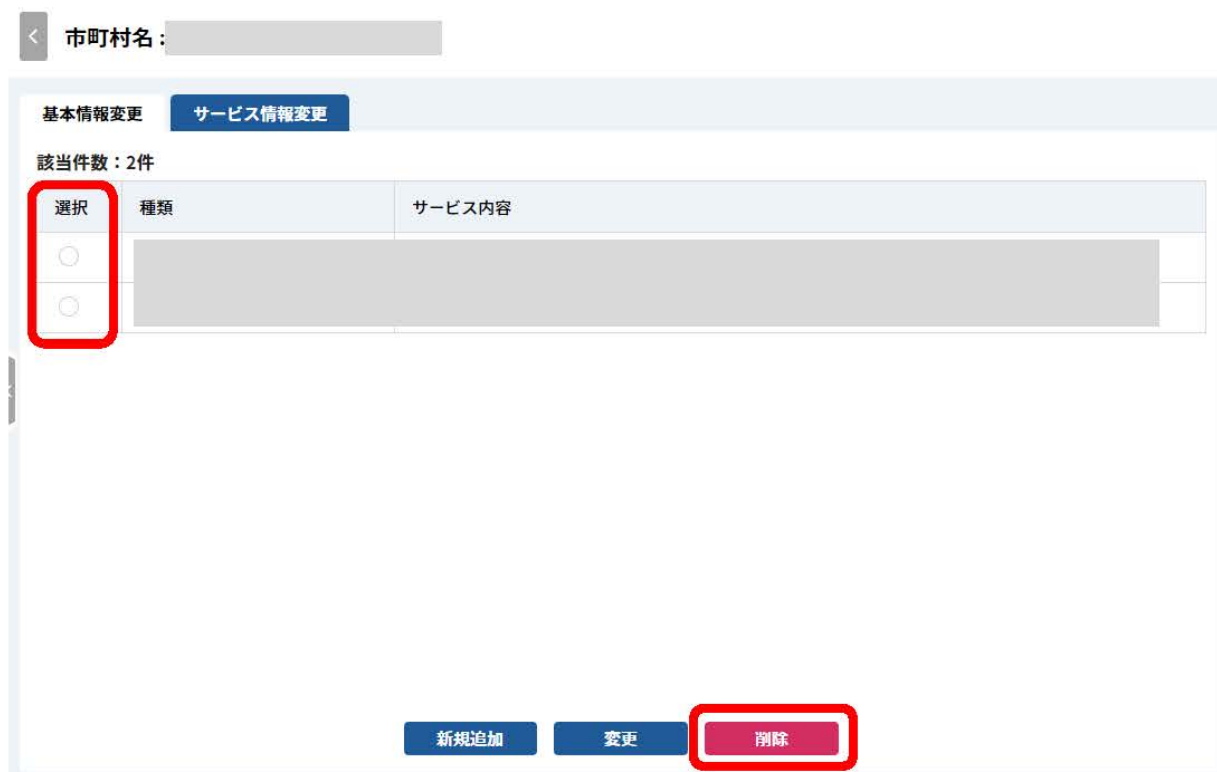 市町村名：
基本情報変更 サービス情報変更
該当件数：2件
選択 種類 サービス内容
新規追加 変更 削除